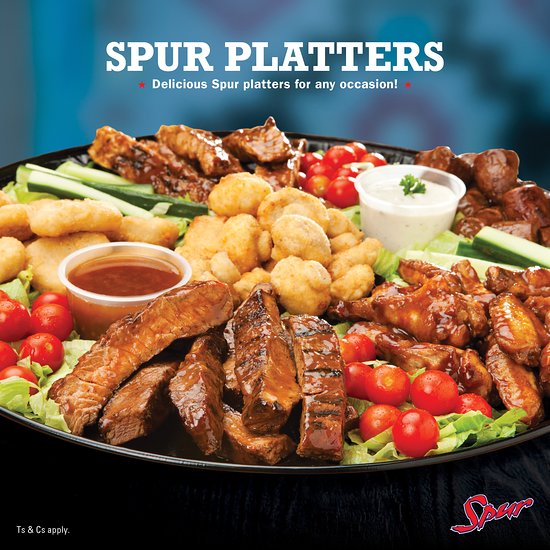 SPUR PLATTERS
★ Delicious Spur platters for any occasion! ★
Spur
Ts & Cs apply.